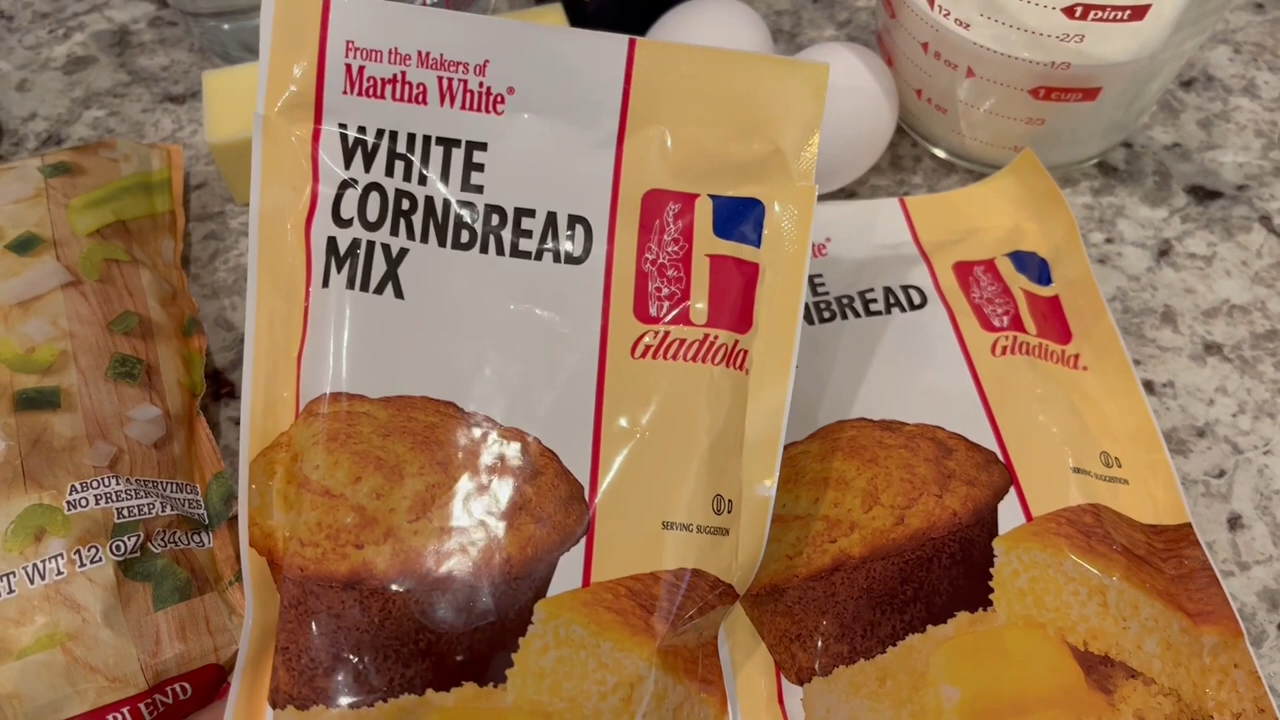 From the Makers of
Martha White®
WHITE
CORNBREAD
MIX
Gladiola®
U D
SERVING SUGGESTION
E
NBREAD
Gladiola®
U D
SERVING SUGGESTION
ABOUT 4 SERVINGS
NO PRESERVATIVES
KEEP FROZEN
T WT 12 OZ (340g)
BLEND
12 oz
8 oz
4 oz
1 pint
2/3
1/3
1 cup
2/3